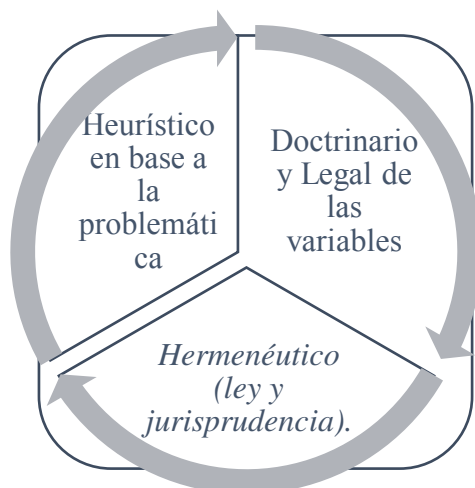 Heurístico
en base a
la
problemáti
ca
Doctrinario
y Legal de
las
variables
Hermenéutico
(ley y
jurisprudencia).